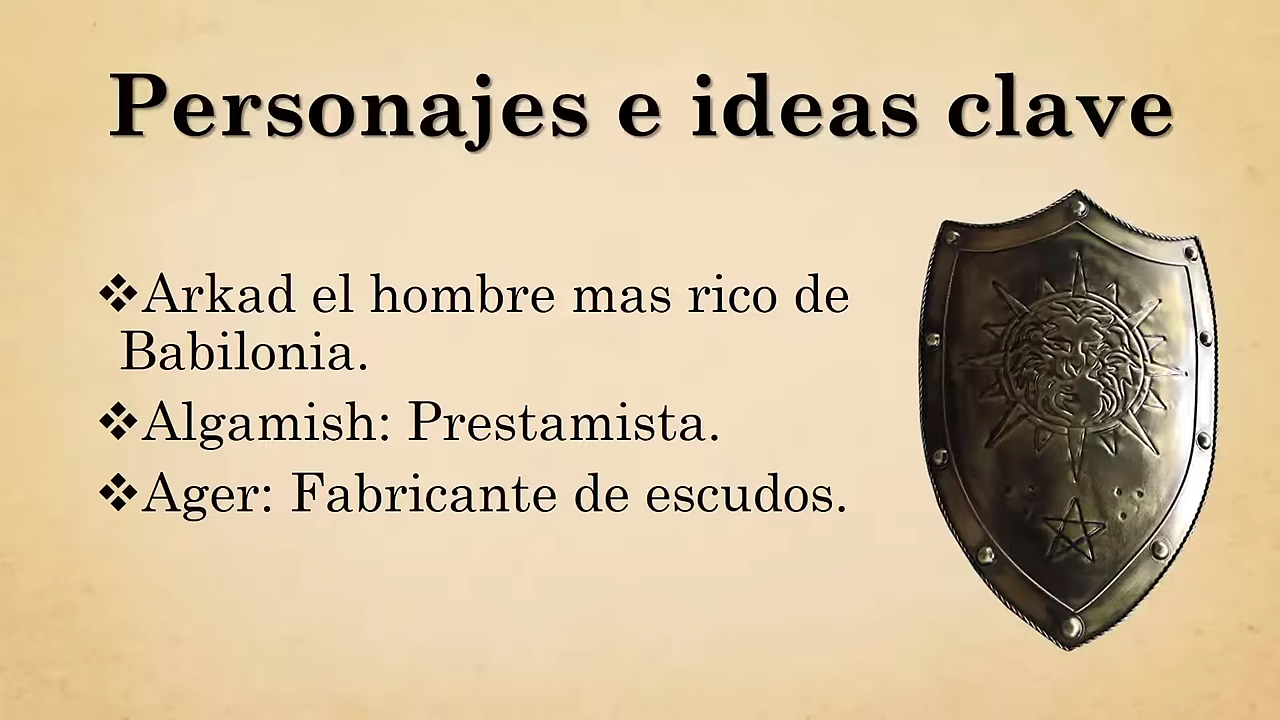 Personajes e ideas clave
❖Arkad el hombre mas rico de
Babilonia.
❖Algamish: Prestamista.
❖Ager: Fabricante de escudos.